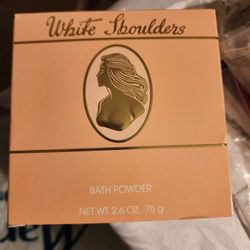 White Shoulders
BATH POWDER
NET WT. 2.6 OZ. 75 g